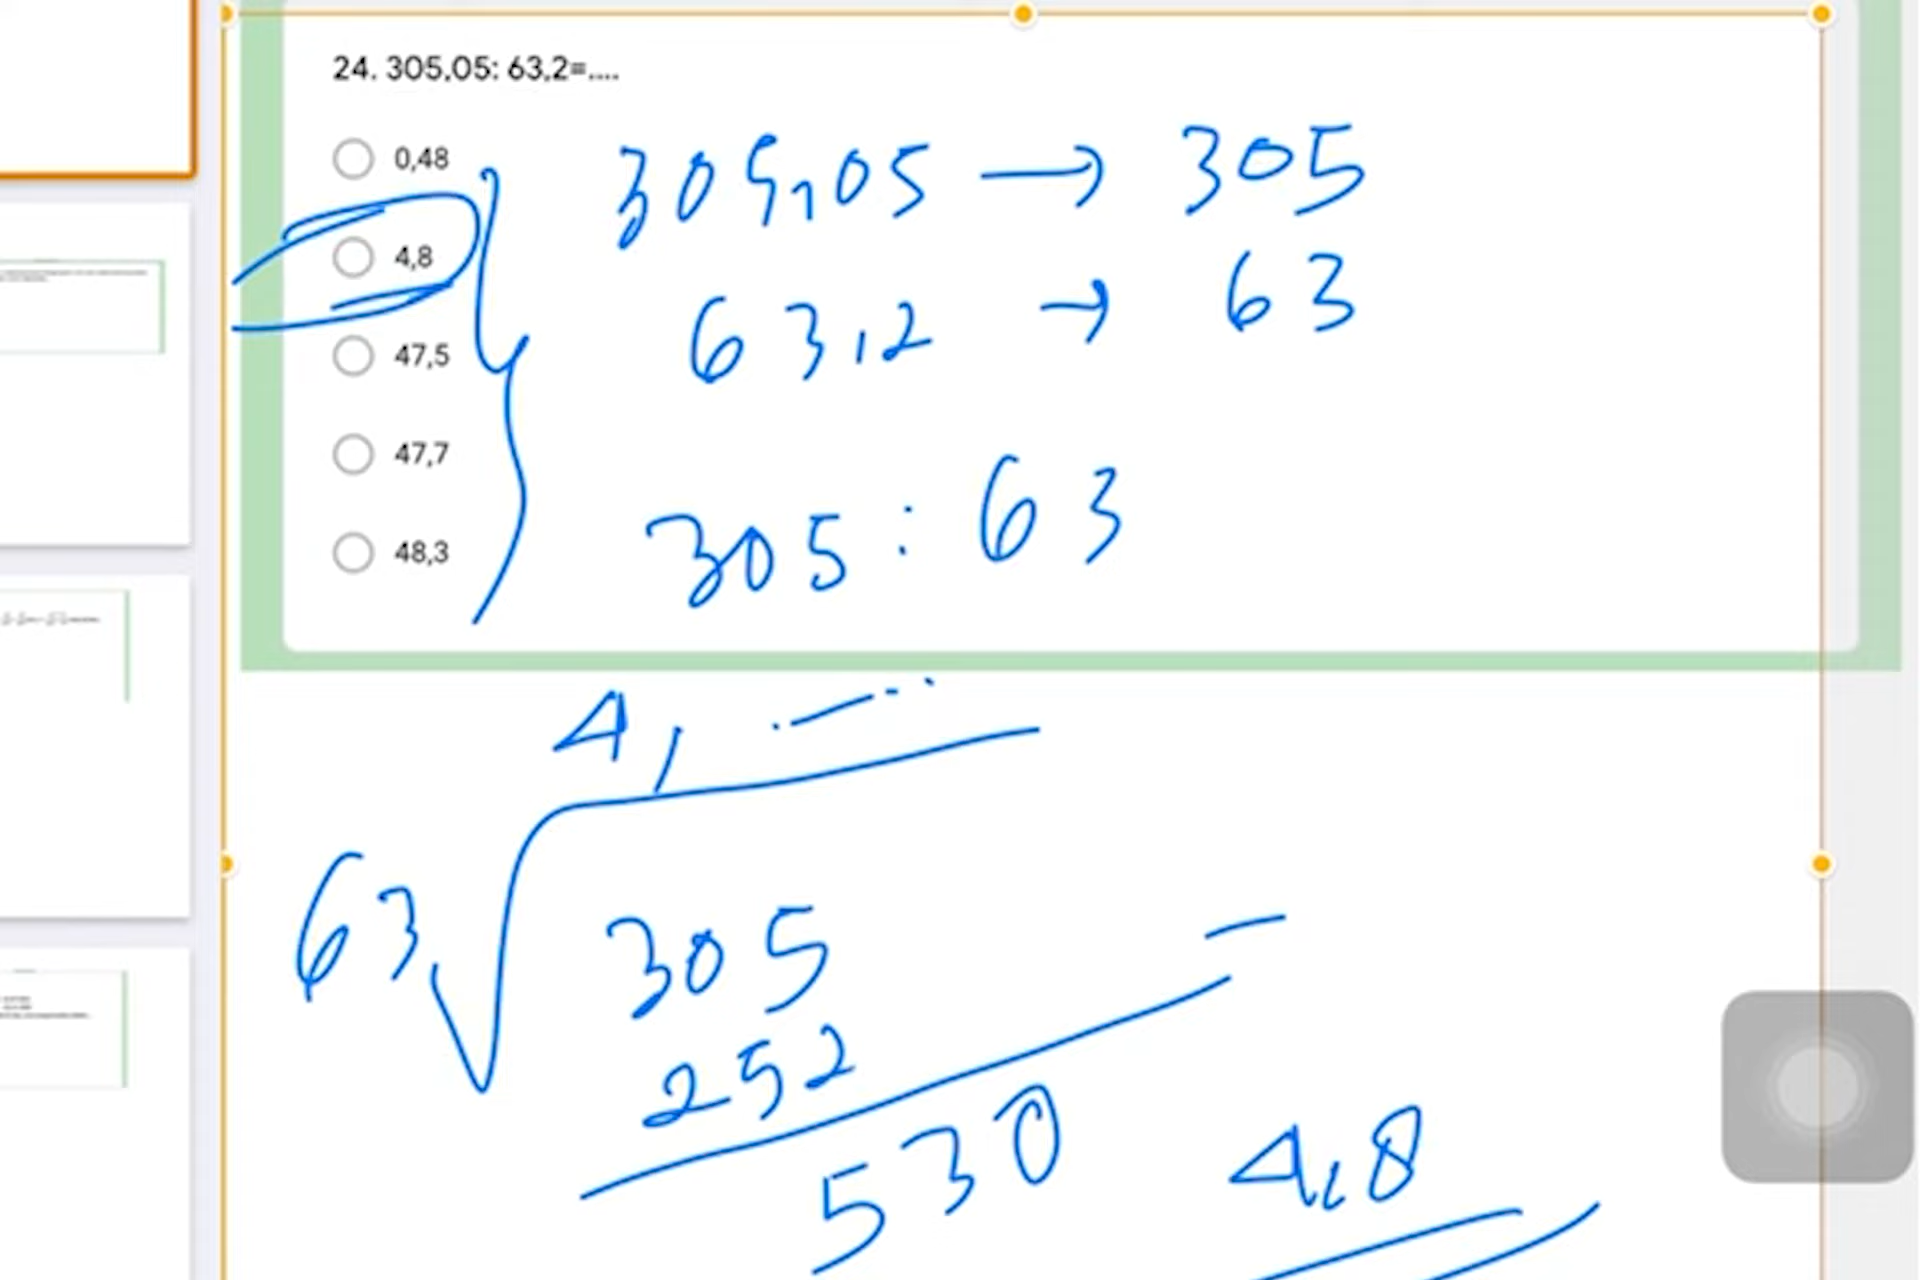 24. 305,05: 63,2=....
0,48
4,8
47,5
47,7
48,3
305,05 → 305
63,2 → 63
305 : 63
4, ....
63 √ 305
252 −
530
4,8